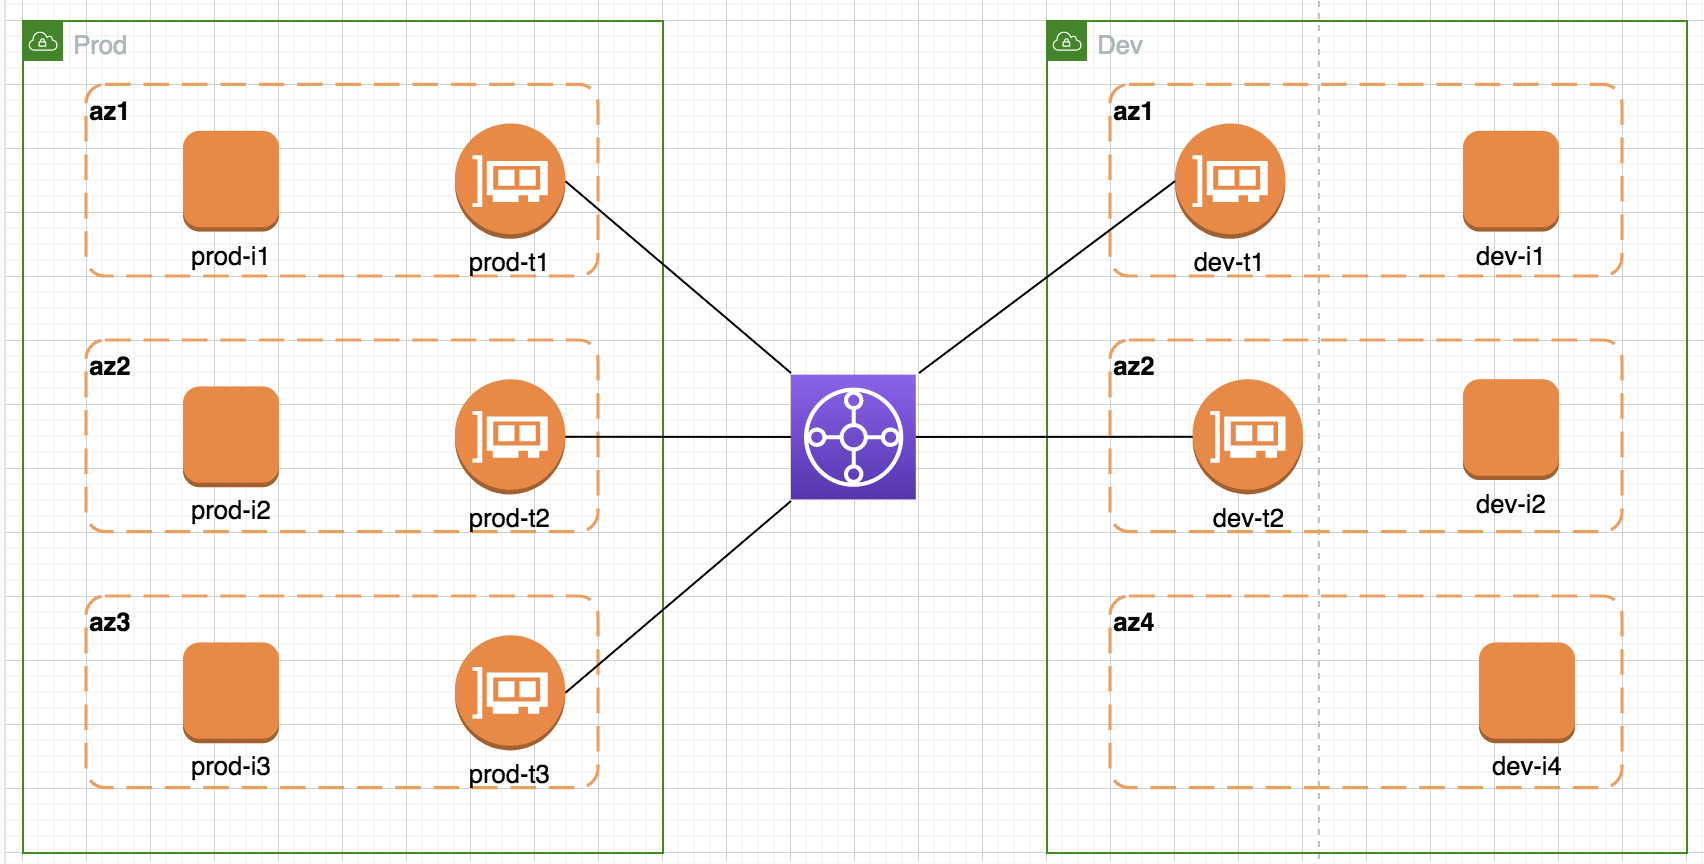 Prod
az1
prod-i1
prod-t1
az2
prod-i2
prod-t2
az3
prod-i3
prod-t3
Dev
az1
dev-t1
dev-i1
az2
dev-t2
dev-i2
az4
dev-i4